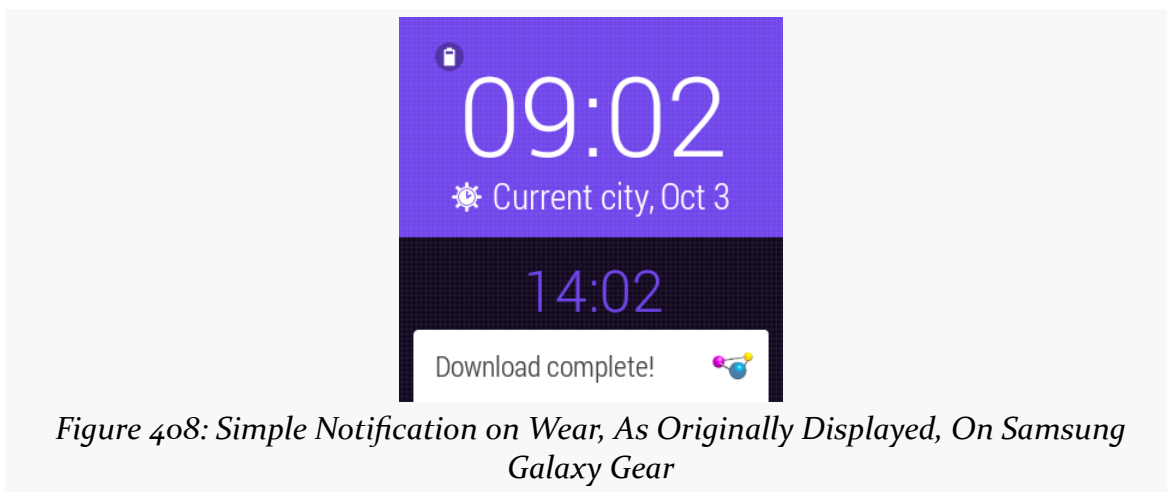 09:02
Current city, Oct 3
14:02
Download complete!
Figure 408: Simple Notification on Wear, As Originally Displayed, On Samsung
Galaxy Gear